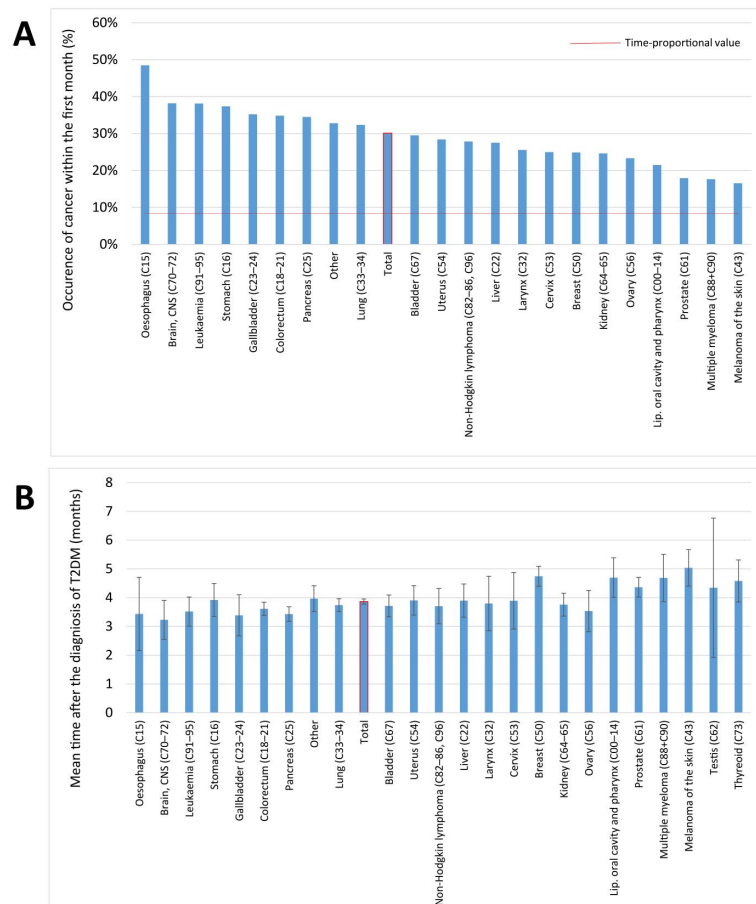 A
Occurence of cancer within the first month (%)
60%
50%
40%
30%
20%
10%
0%
Time-proportional value
Oesophagus (C15)
Brain, CNS (C70–72)
Leukaemia (C91–95)
Stomach (C16)
Gallbladder (C23–24)
Colorectum (C18–21)
Pancreas (C25)
Other
Lung (C33–34)
Total
Bladder (C67)
Uterus (C54)
Non-Hodgkin lymphoma (C82–86, C96)
Liver (C22)
Larynx (C32)
Cervix (C53)
Breast (C50)
Kidney (C64–65)
Ovary (C56)
Lip. oral cavity and pharynx (C00–14)
Prostate (C61)
Multiple myeloma (C88+C90)
Melanoma of the skin (C43)
B
Mean time after the diagniosis of T2DM (months)
8
7
6
5
4
3
2
1
0
Oesophagus (C15)
Brain, CNS (C70–72)
Leukaemia (C91–95)
Stomach (C16)
Gallbladder (C23–24)
Colorectum (C18–21)
Pancreas (C25)
Other
Lung (C33–34)
Total
Bladder (C67)
Uterus (C54)
Non-Hodgkin lymphoma (C82–86, C96)
Liver (C22)
Larynx (C32)
Cervix (C53)
Breast (C50)
Kidney (C64–65)
Ovary (C56)
Lip. oral cavity and pharynx (C00–14)
Prostate (C61)
Multiple myeloma (C88+C90)
Melanoma of the skin (C43)
Testis (C62)
Thyreoid (C73)